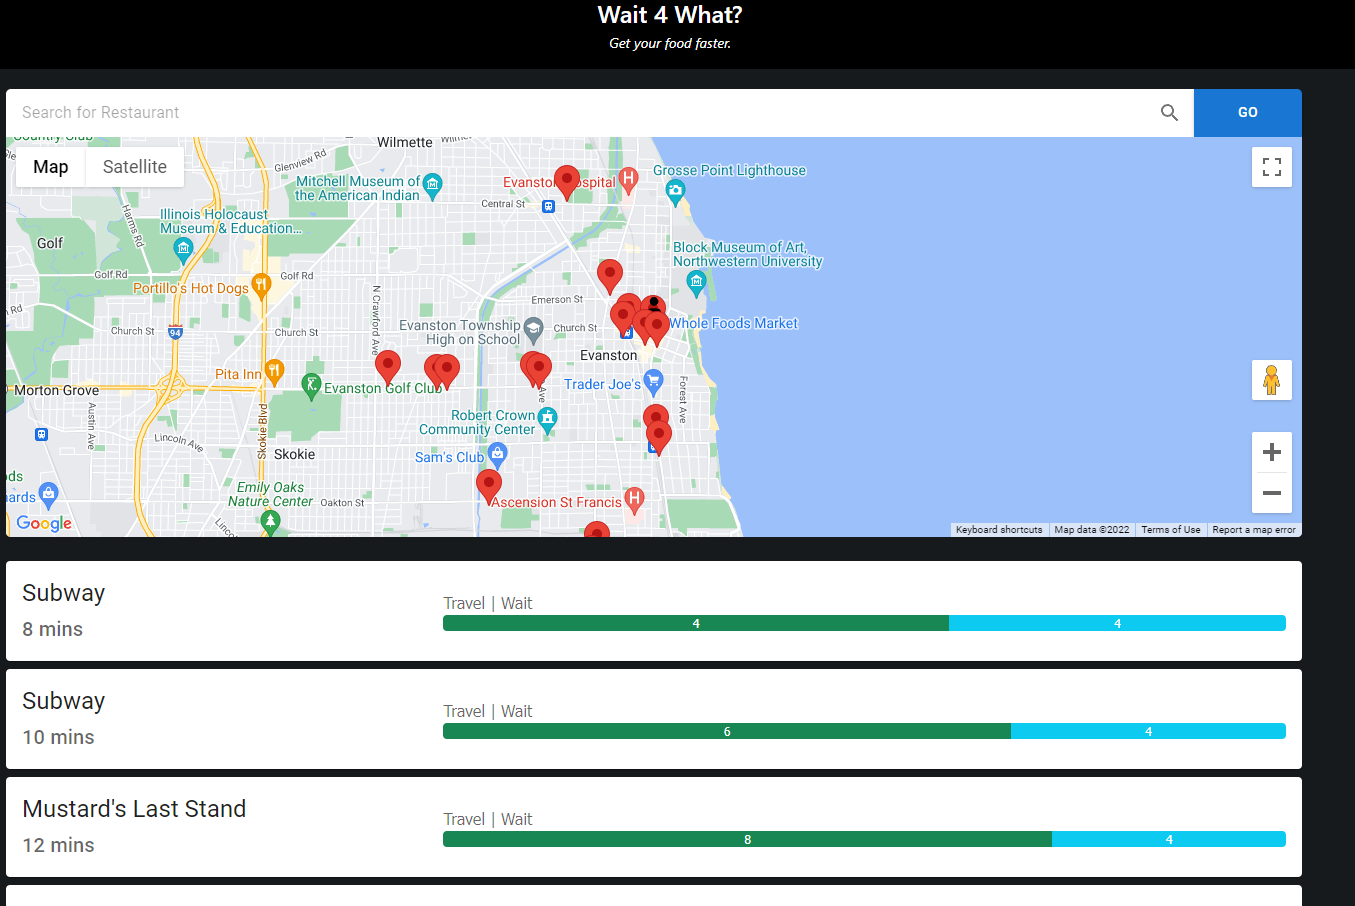 Wait 4 What?
Get your food faster.
Search for Restaurant
GO
Country Club
Wilmette
Map
Satellite
Glenview Rd
Mitchell Museum of
the American Indian
Evanston Hospital
Grosse Point Lighthouse
Central St
Harms Rd
Illinois Holocaust
Museum & Education...
Golf
Block Museum of Art,
Northwestern University
Golf Rd
Golf Rd
Portillo's Hot Dogs
N Crawford Ave
Emerson St
Rd
Church St
94
Church St
Evanston Township
High on School
Church St
Whole Foods Market
Evanston
Pita Inn
Evanston Golf Club
Ave
Trader Joe's
Forest Ave
Morton Grove
Austin Ave
Skokie Blvd
Robert Crown
Community Center
Lincoln Ave
Skokie
Sam's Club
Emily Oaks
Nature Center
Oakton St
Ascension St Francis
Google
Keyboard shortcuts
Map data ©2022
Terms of Use
Report a map error
Subway
8 mins
Travel | Wait
4
4
Subway
10 mins
Travel | Wait
6
4
Mustard's Last Stand
12 mins
Travel | Wait
8
4